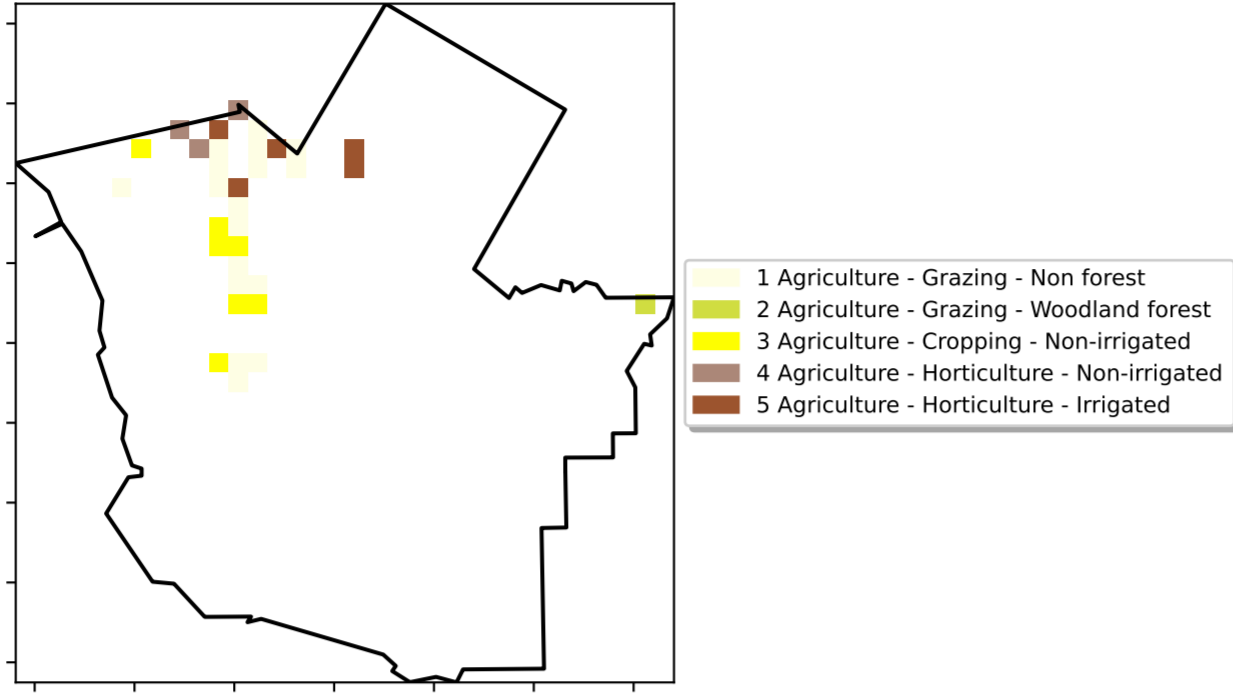 1 Agriculture - Grazing - Non forest
2 Agriculture - Grazing - Woodland forest
3 Agriculture - Cropping - Non-irrigated
4 Agriculture - Horticulture - Non-irrigated
5 Agriculture - Horticulture - Irrigated